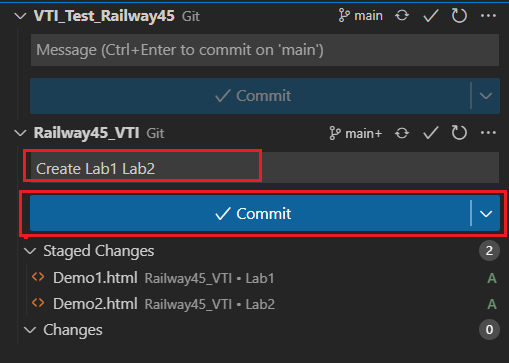 VTI_Test_Railway45 Git main
Message (Ctrl+Enter to commit on 'main')
Commit
Railway45_VTI Git main+
Create Lab1 Lab2
Commit
Staged Changes 2
Demo1.html Railway45_VTI • Lab1 A
Demo2.html Railway45_VTI • Lab2 A
Changes 0